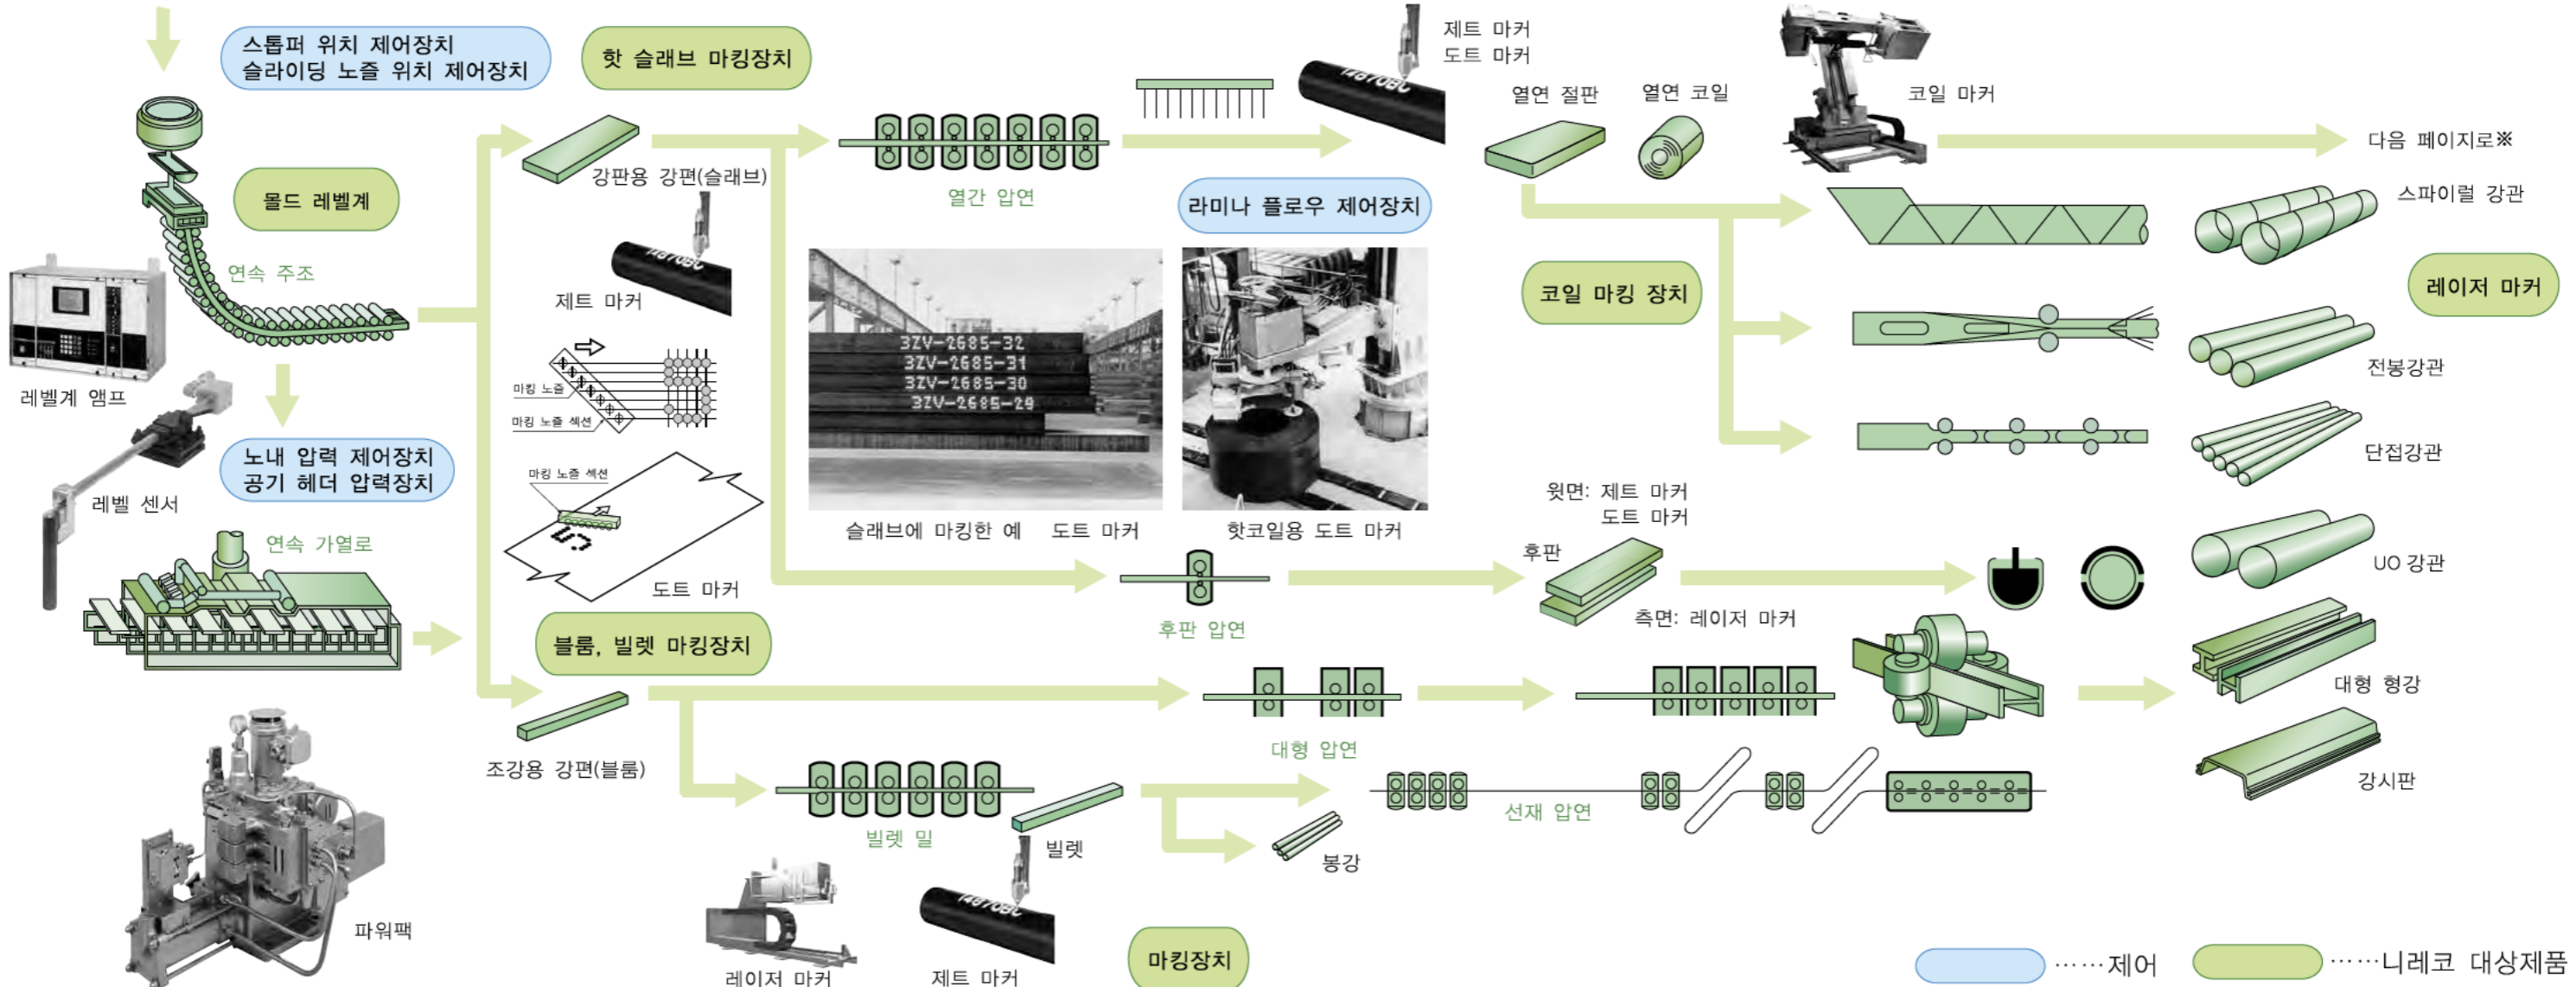 스톱퍼 위치 제어장치
슬라이딩 노즐 위치 제어장치
핫 슬래브 마킹장치
제트 마커
도트 마커
열연 절판
열연 코일
코일 마커
다음 페이지로※
강판용 강편(슬래브)
열간 압연
라미나 플로우 제어장치
스파이럴 강관
몰드 레벨계
연속 주조
제트 마커
코일 마킹 장치
레이저 마커
레벨계 앰프
마킹 노즐
마킹 노즐 섹션
3ZV-2685-32
3ZV-2685-31
3ZV-2685-30
3ZV-2685-29
전봉강관
노내 압력 제어장치
공기 헤더 압력장치
레벨 센서
마킹 노즐 섹션
단접강관
슬래브에 마킹한 예 도트 마커
핫코일용 도트 마커
윗면: 제트 마커
도트 마커
후판
연속 가열로
도트 마커
UO 강관
후판 압연
측면: 레이저 마커
블룸, 빌렛 마킹장치
대형 형강
조강용 강편(블룸)
대형 압연
강시판
빌렛 밀
빌렛
선재 압연
봉강
파워팩
레이저 마커
제트 마커
마킹장치
……제어
……니레코 대상제품